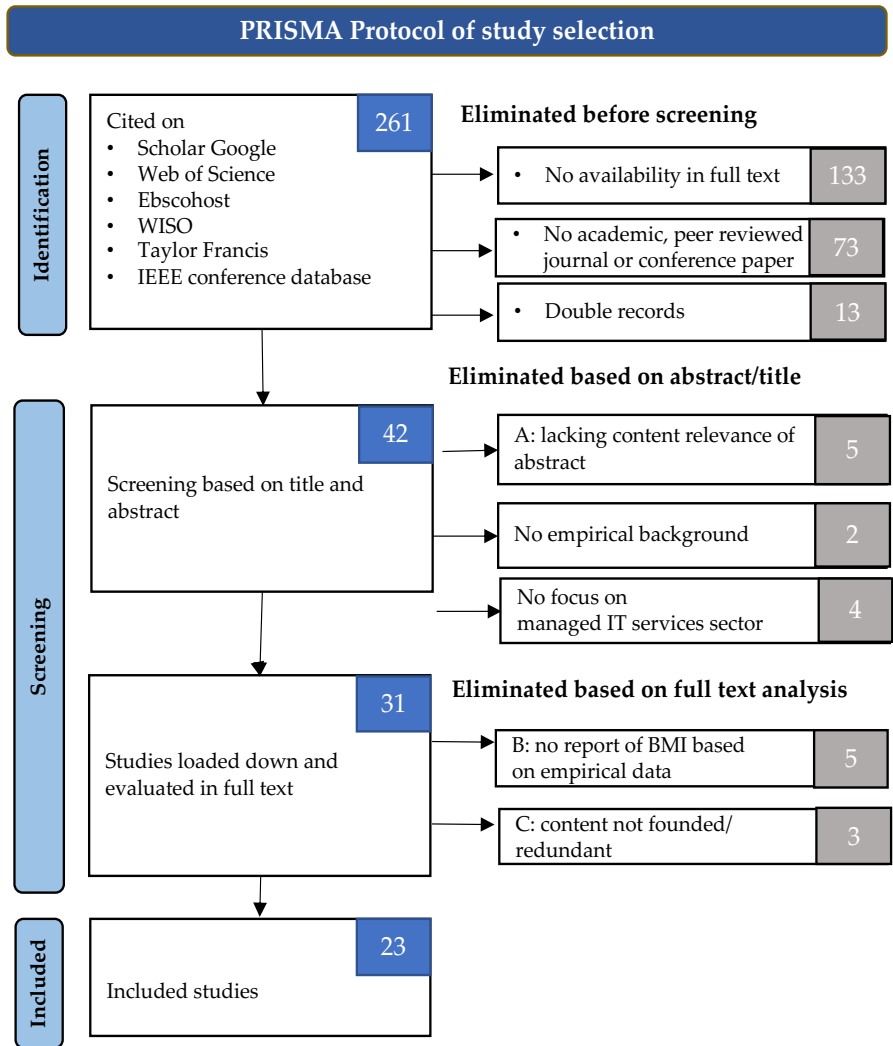 PRISMA Protocol of study selection
Identification
Cited on
261
• Scholar Google
• Web of Science
• Ebscohost
• WISO
• Taylor Francis
• IEEE conference database
Eliminated before screening
• No availability in full text
133
• No academic, peer reviewed
journal or conference paper
73
• Double records
13
Screening
42
Screening based on title and
abstract
Eliminated based on abstract/title
A: lacking content relevance of
abstract
5
No empirical background
2
No focus on
managed IT services sector
4
31
Studies loaded down and
evaluated in full text
Eliminated based on full text analysis
B: no report of BMI based
on empirical data
5
C: content not founded/
redundant
3
Included
23
Included studies